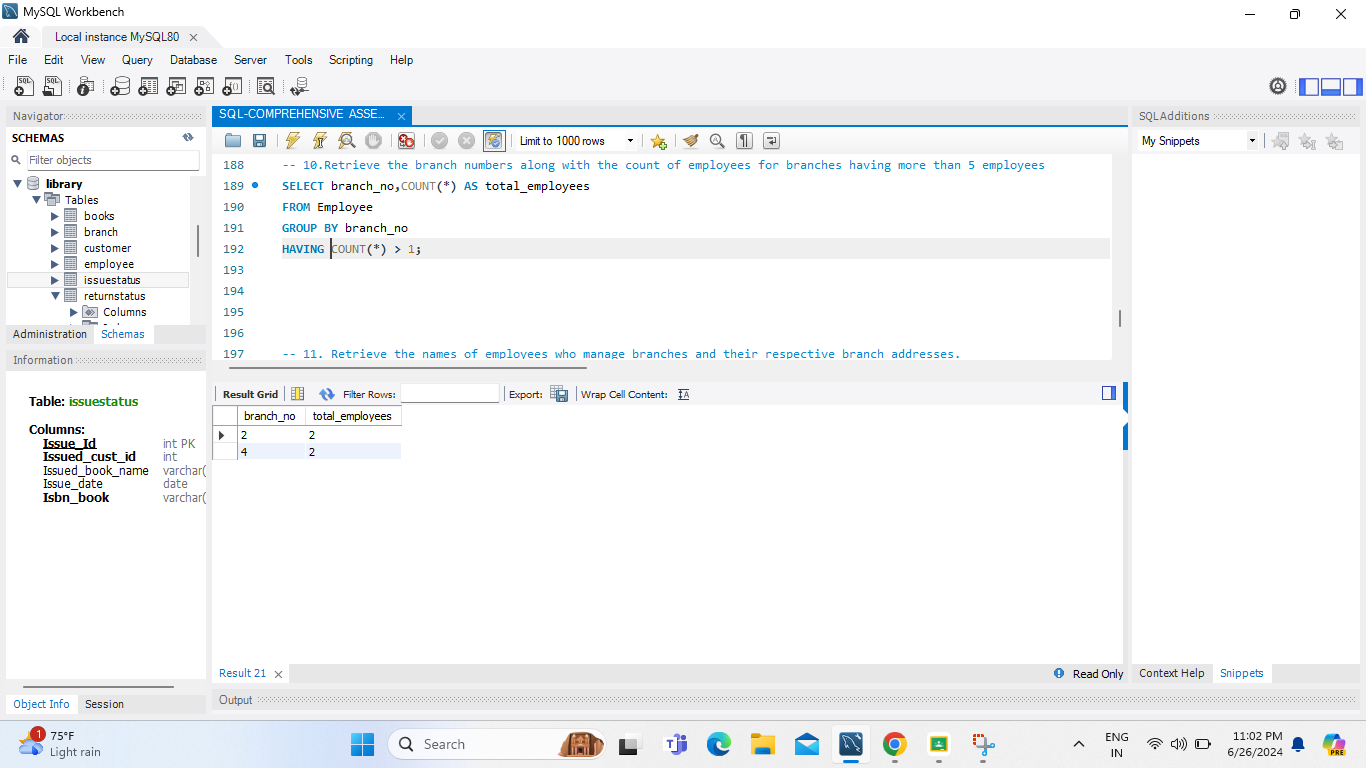 MySQL Workbench
Local instance MySQL80
File Edit View Query Database Server Tools Scripting Help
Navigator
SCHEMAS
Filter objects
library
Tables
books
branch
customer
employee
issuestatus
returnstatus
Columns
Administration Schemas
Information
Table: issuestatus
Columns:
Issue_Id int PK
Issued_cust_id int
Issued_book_name varchar(
Issue_date date
Isbn_book varchar(
Object Info Session
SQL-COMPREHENSIVE ASSE...
Limit to 1000 rows
188 -- 10.Retrieve the branch numbers along with the count of employees for branches having more than 5 employees
189 SELECT branch_no,COUNT(*) AS total_employees
190 FROM Employee
191 GROUP BY branch_no
192 HAVING COUNT(*) > 1;
193
194
195
196
197 -- 11. Retrieve the names of employees who manage branches and their respective branch addresses.
Result Grid Filter Rows: Export: Wrap Cell Content:
branch_no total_employees
2 2
4 2
Result 21
Read Only
Output
SQLAdditions
My Snippets
Context Help Snippets
1
75°F
Light rain
Search
ENG
IN
11:02 PM
6/26/2024
PRE